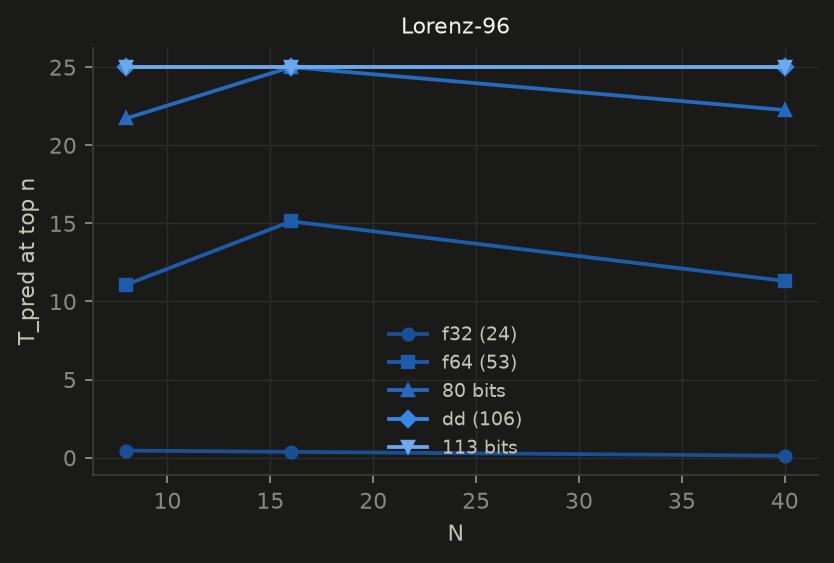 Lorenz-96
T_pred at top n
25
20
15
10
5
0
f32 (24)
f64 (53)
80 bits
dd (106)
113 bits
10 15 20 25 30 35 40
N